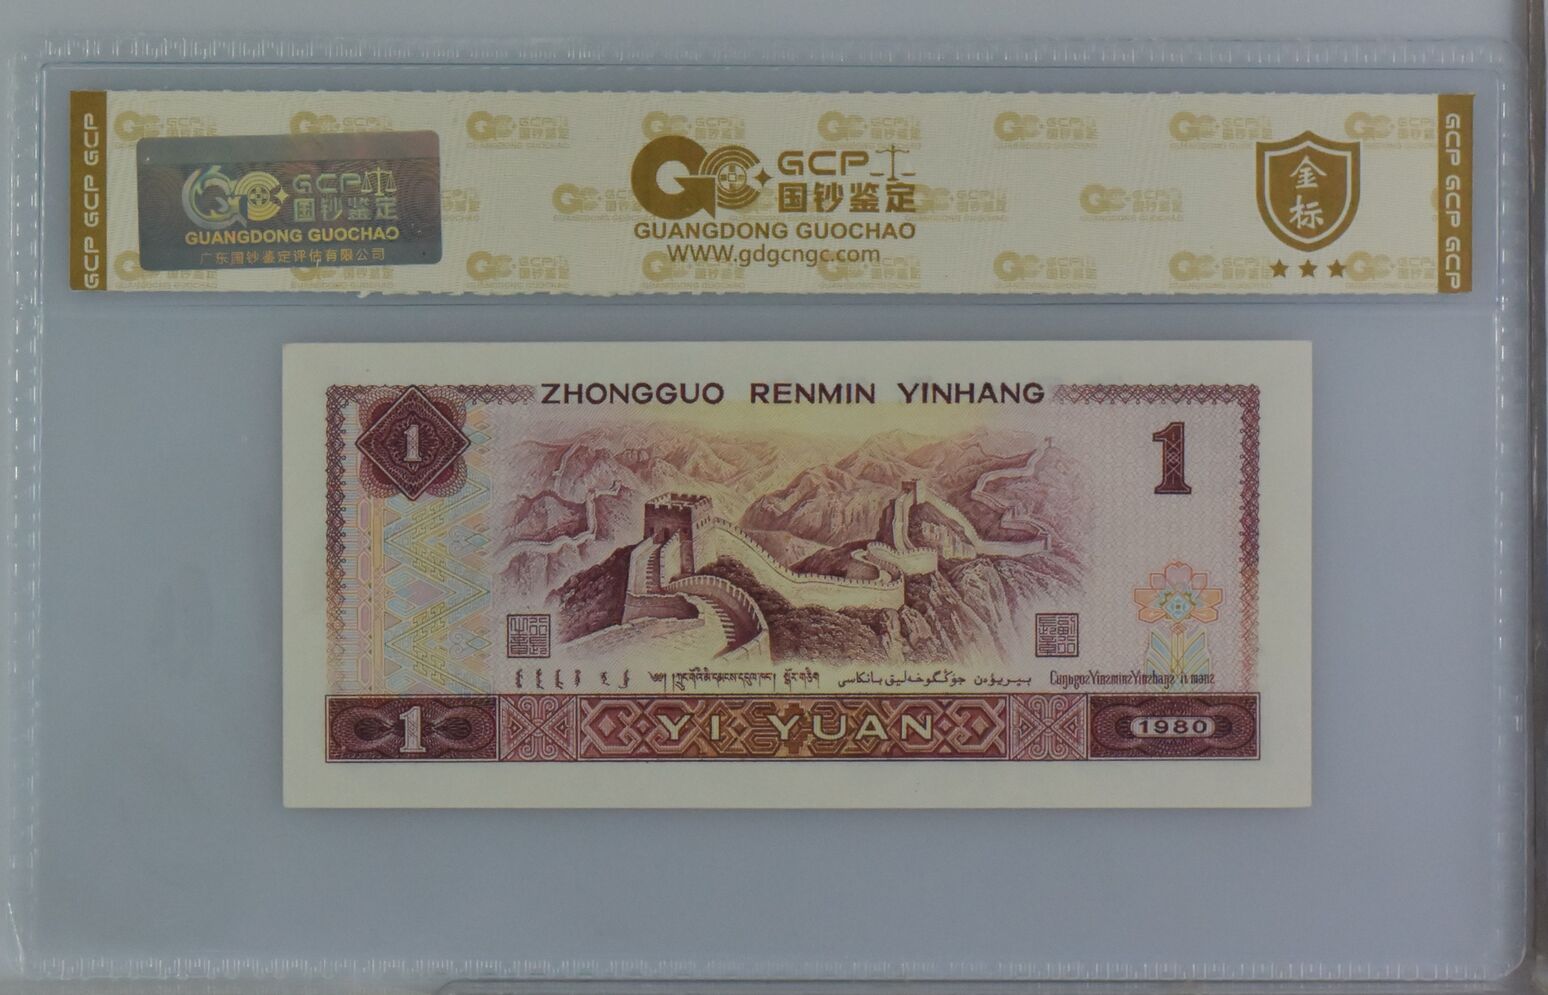 GCP GCP GCP
GCP
国钞鉴定
GUANGDONG GUOCHAO
广东国钞鉴定评估有限公司
GCP
国钞鉴定
GUANGDONG GUOCHAO
WWW.gdgcngc.com
金标
GCP GCP GCP
ZHONGGUO RENMIN YINHANG
1
1
1
YI YUAN
1980